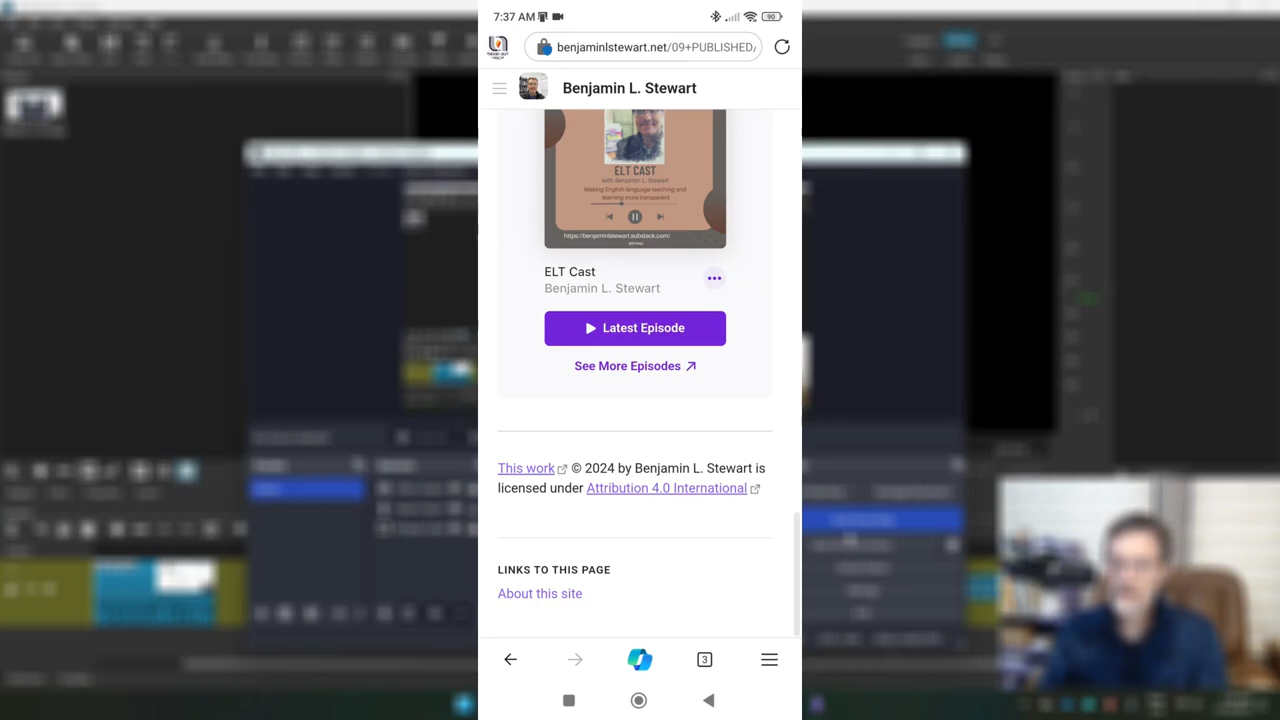 7:37 AM
90
benjaminlstewart.net/09+PUBLISHED/
Benjamin L. Stewart
ELT CAST
with Benjamin L. Stewart
Making English language teaching and
learning more transparent
https://benjaminlstewart.substack.com/
ELT Cast
Benjamin L. Stewart
Latest Episode
See More Episodes
This work © 2024 by Benjamin L. Stewart is
licensed under Attribution 4.0 International
LINKS TO THIS PAGE
About this site
3